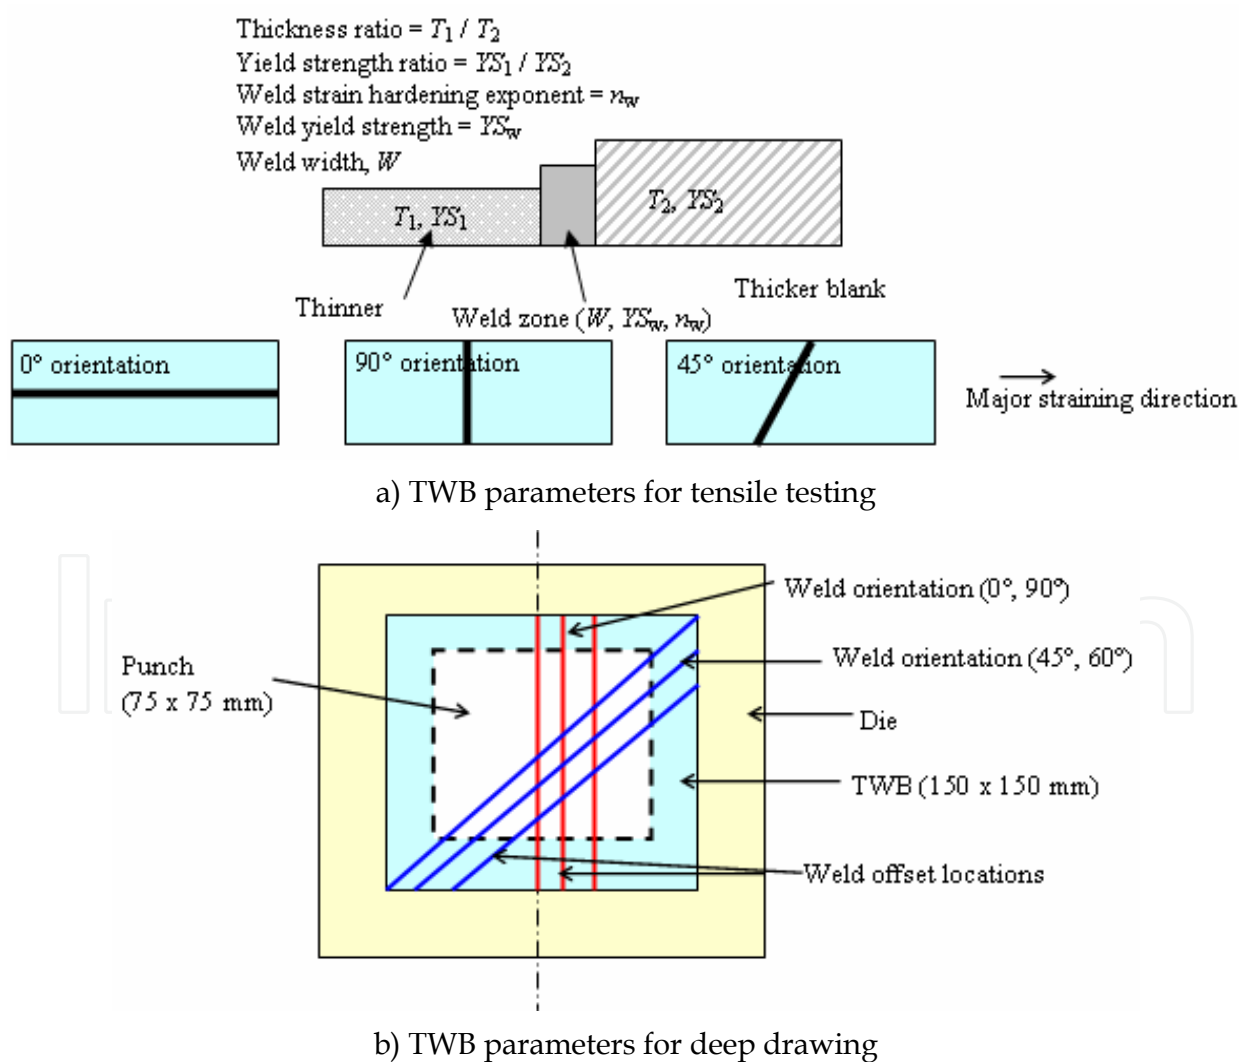 Thickness ratio = T1 / T2
Yield strength ratio = YS1 / YS2
Weld strain hardening exponent = nw
Weld yield strength = YSw
Weld width, W
T1, YS1
T2, YS2
Thinner
Thicker blank
Weld zone (W, YSw, nw)
0° orientation
90° orientation
45° orientation
Major straining direction
a) TWB parameters for tensile testing
Weld orientation (0°, 90°)
Punch
(75 x 75 mm)
Weld orientation (45°, 60°)
Die
TWB (150 x 150 mm)
Weld offset locations
b) TWB parameters for deep drawing